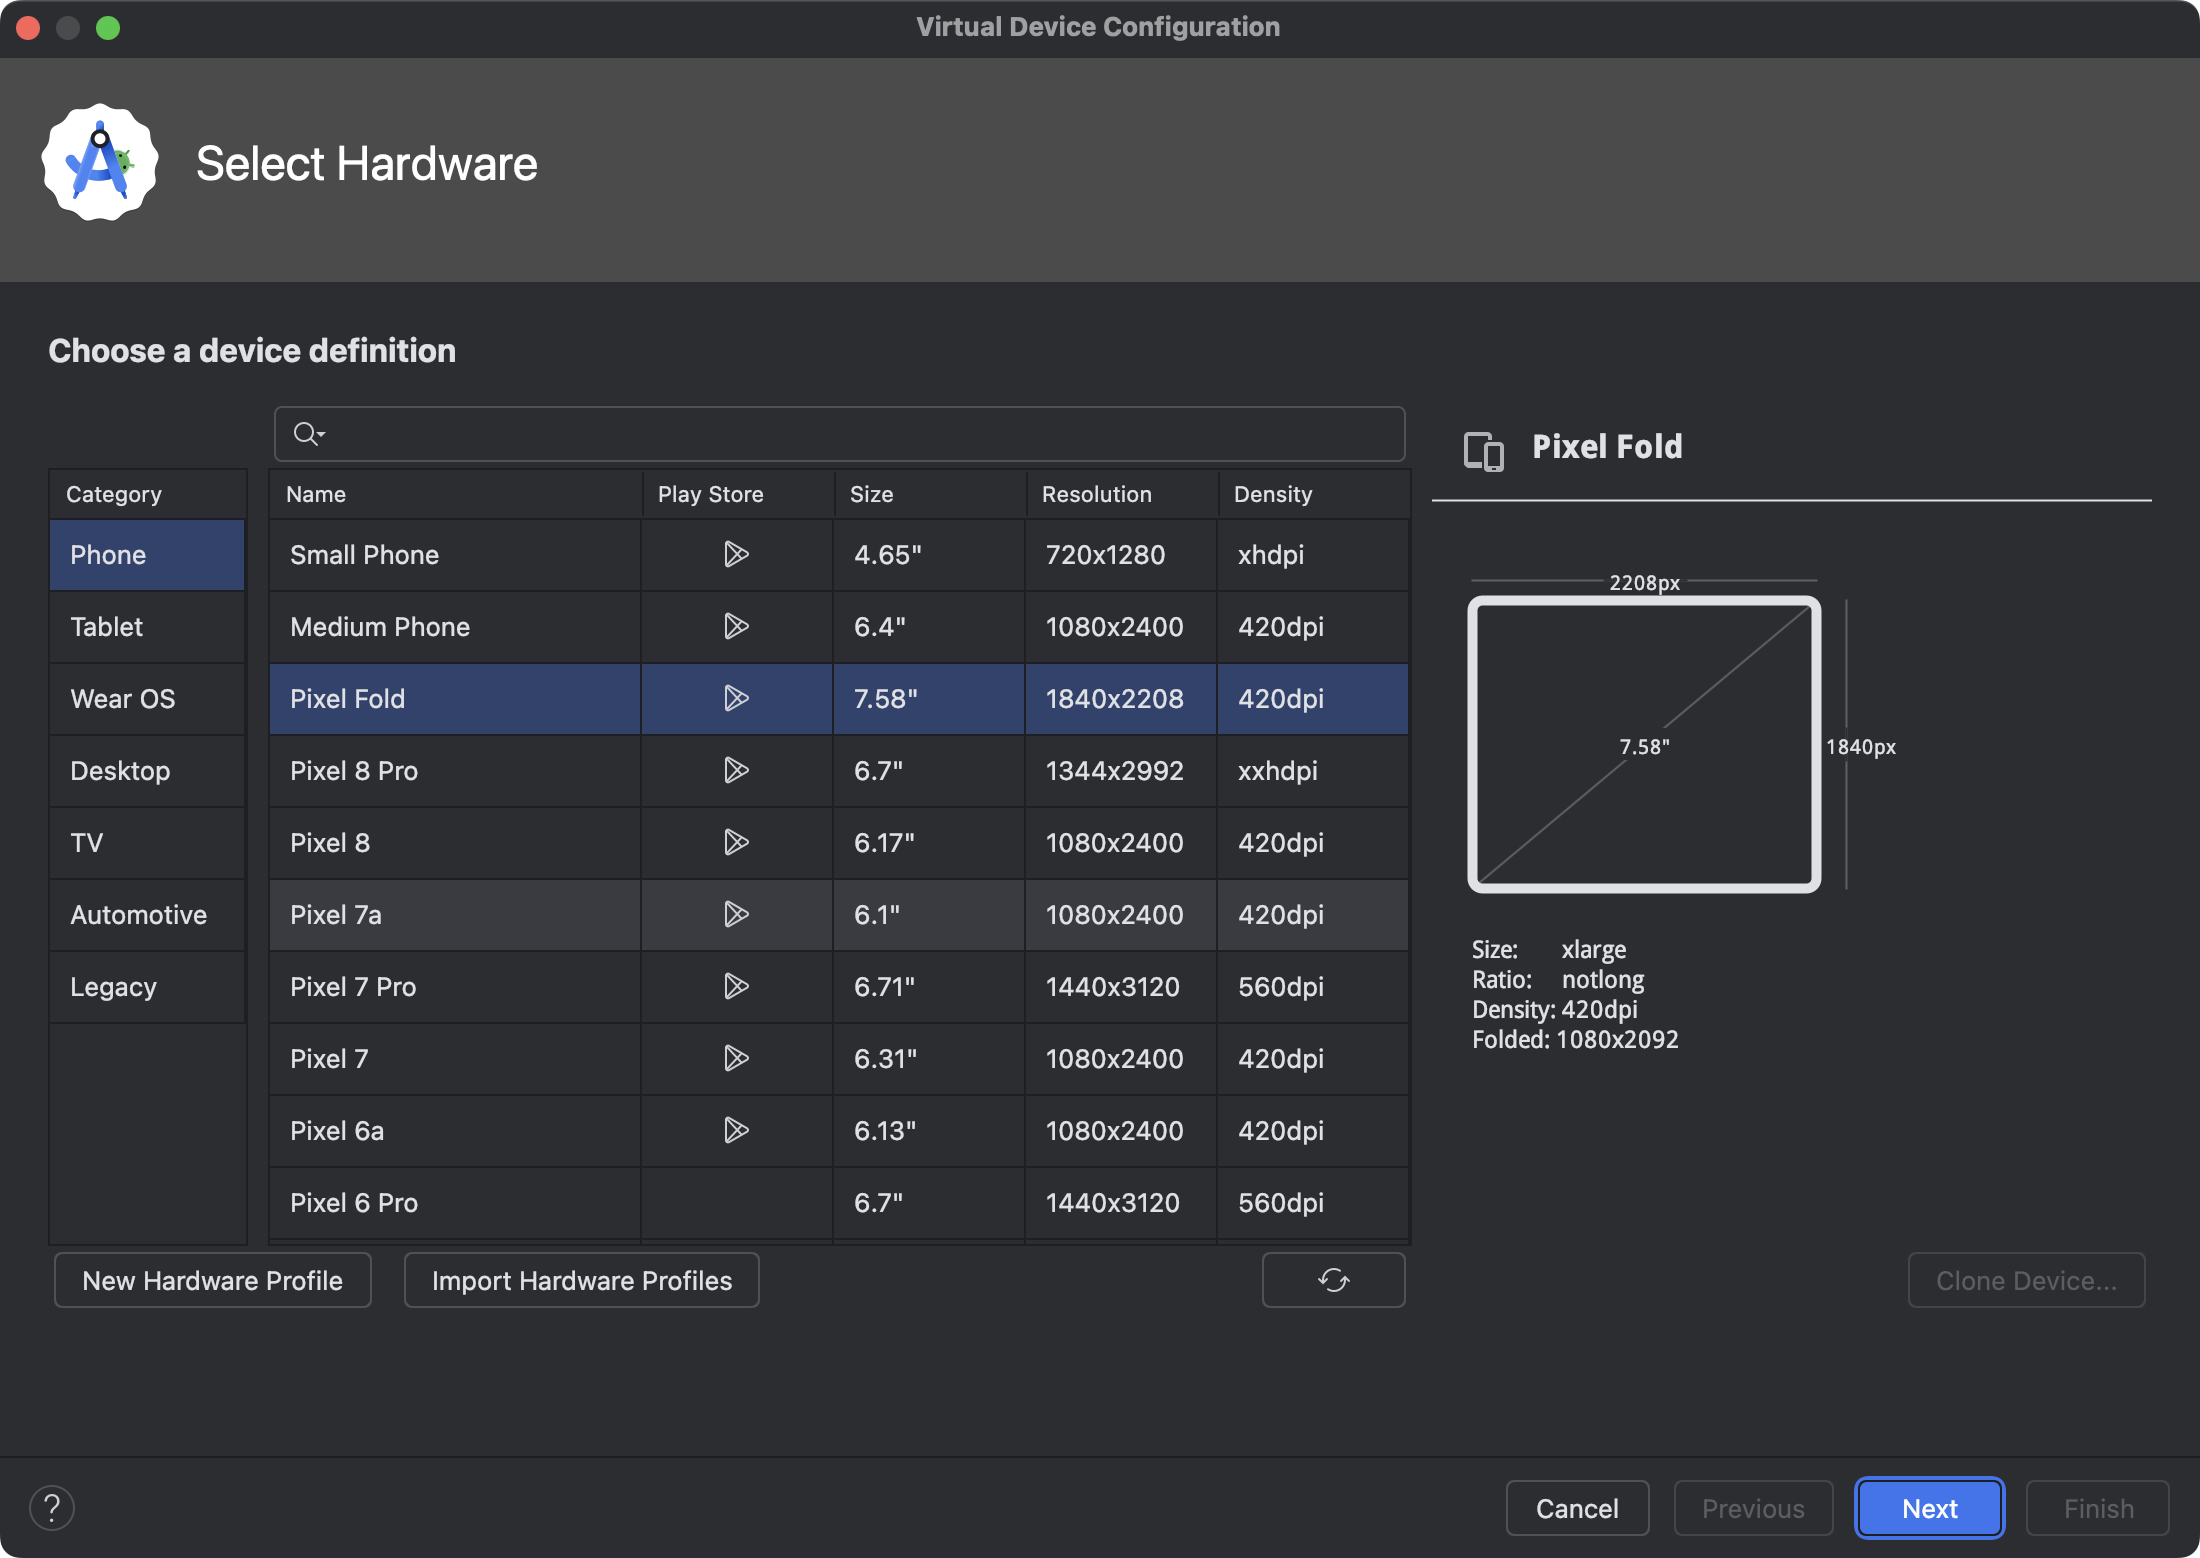 Virtual Device Configuration
Select Hardware
Choose a device definition
Category
Phone
Tablet
Wear OS
Desktop
TV
Automotive
Legacy
Name Play Store Size Resolution Density
Small Phone 4.65" 720x1280 xhdpi
Medium Phone 6.4" 1080x2400 420dpi
Pixel Fold 7.58" 1840x2208 420dpi
Pixel 8 Pro 6.7" 1344x2992 xxhdpi
Pixel 8 6.17" 1080x2400 420dpi
Pixel 7a 6.1" 1080x2400 420dpi
Pixel 7 Pro 6.71" 1440x3120 560dpi
Pixel 7 6.31" 1080x2400 420dpi
Pixel 6a 6.13" 1080x2400 420dpi
Pixel 6 Pro 6.7" 1440x3120 560dpi
Pixel Fold
2208px
7.58"
1840px
Size: xlarge
Ratio: notlong
Density: 420dpi
Folded: 1080x2092
New Hardware Profile Import Hardware Profiles Clone Device...
? Cancel Previous Next Finish